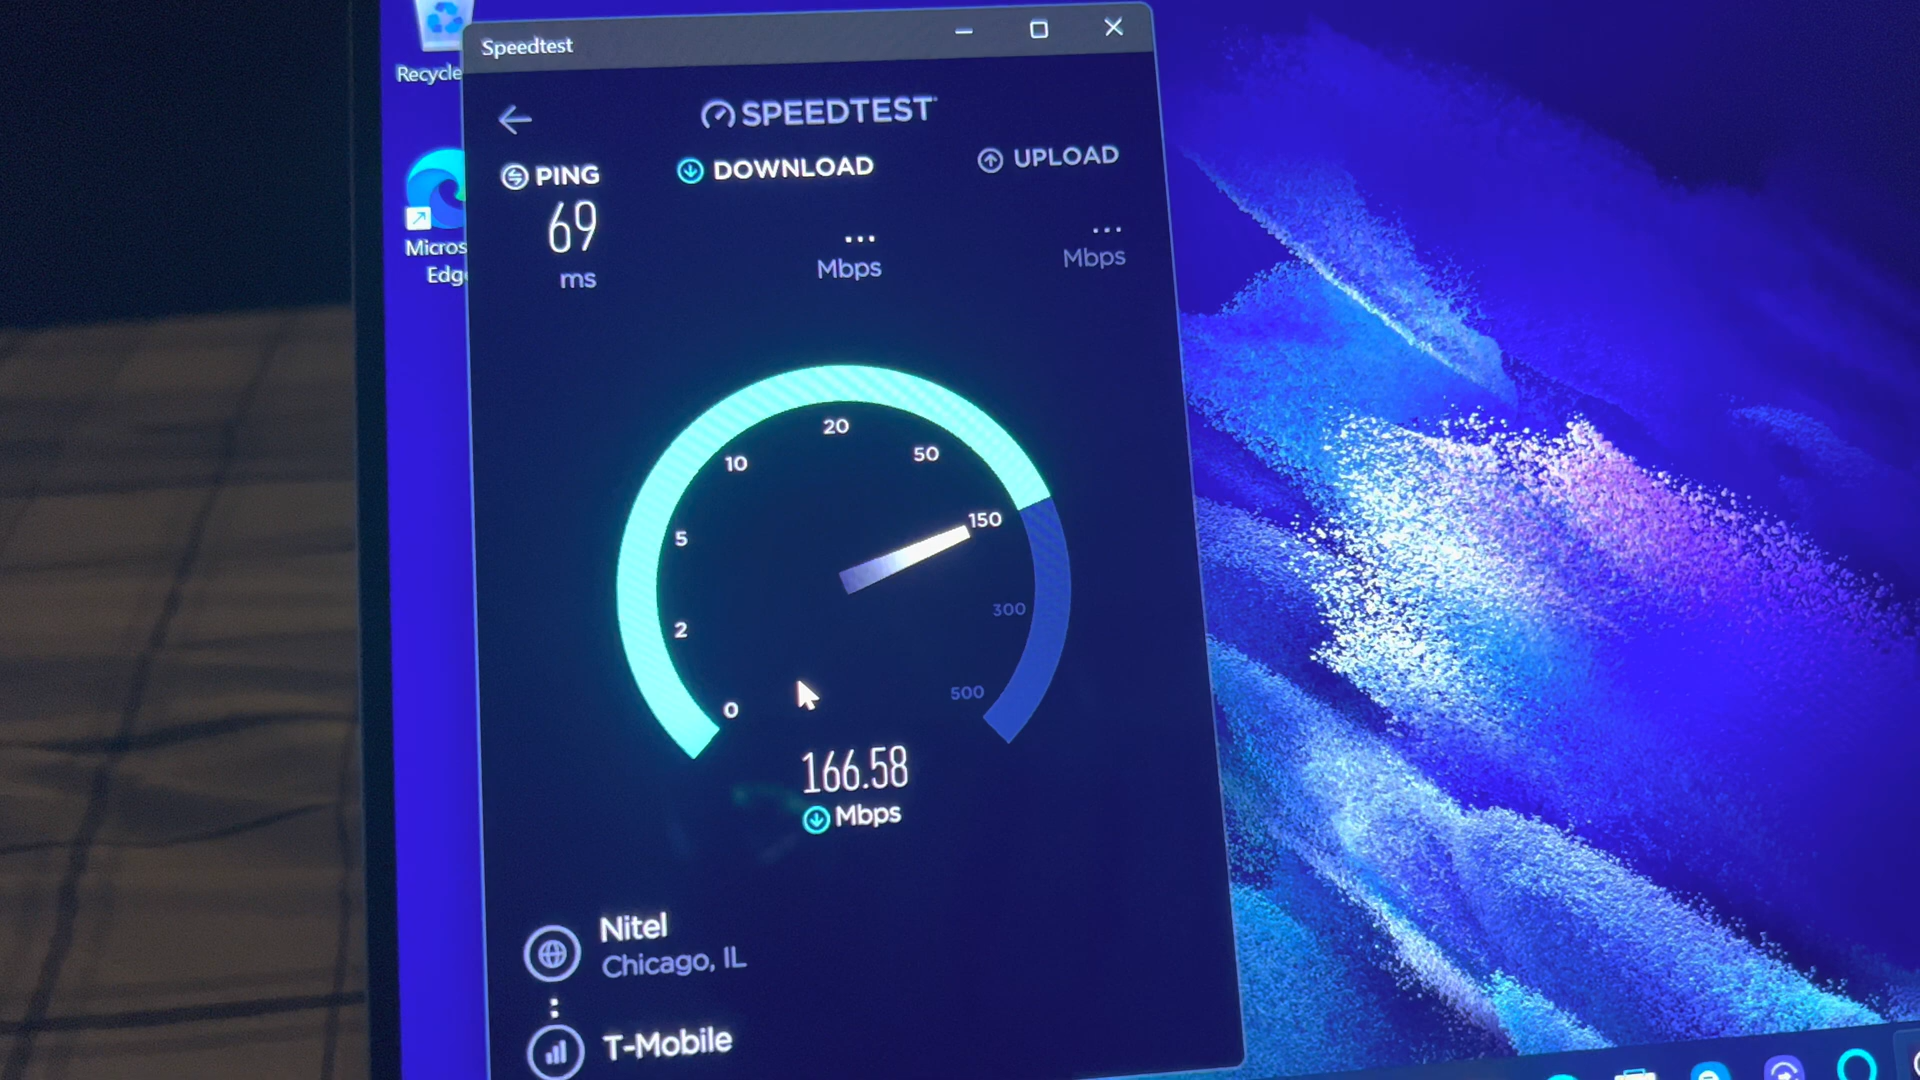 Recycle
Speedtest
SPEEDTEST
PING
DOWNLOAD
UPLOAD
69
ms
...
Mbps
...
Mbps
Micros
Edge
20
10
50
5
150
2
300
0
500
166.58
Mbps
Nitel
Chicago, IL
T-Mobile